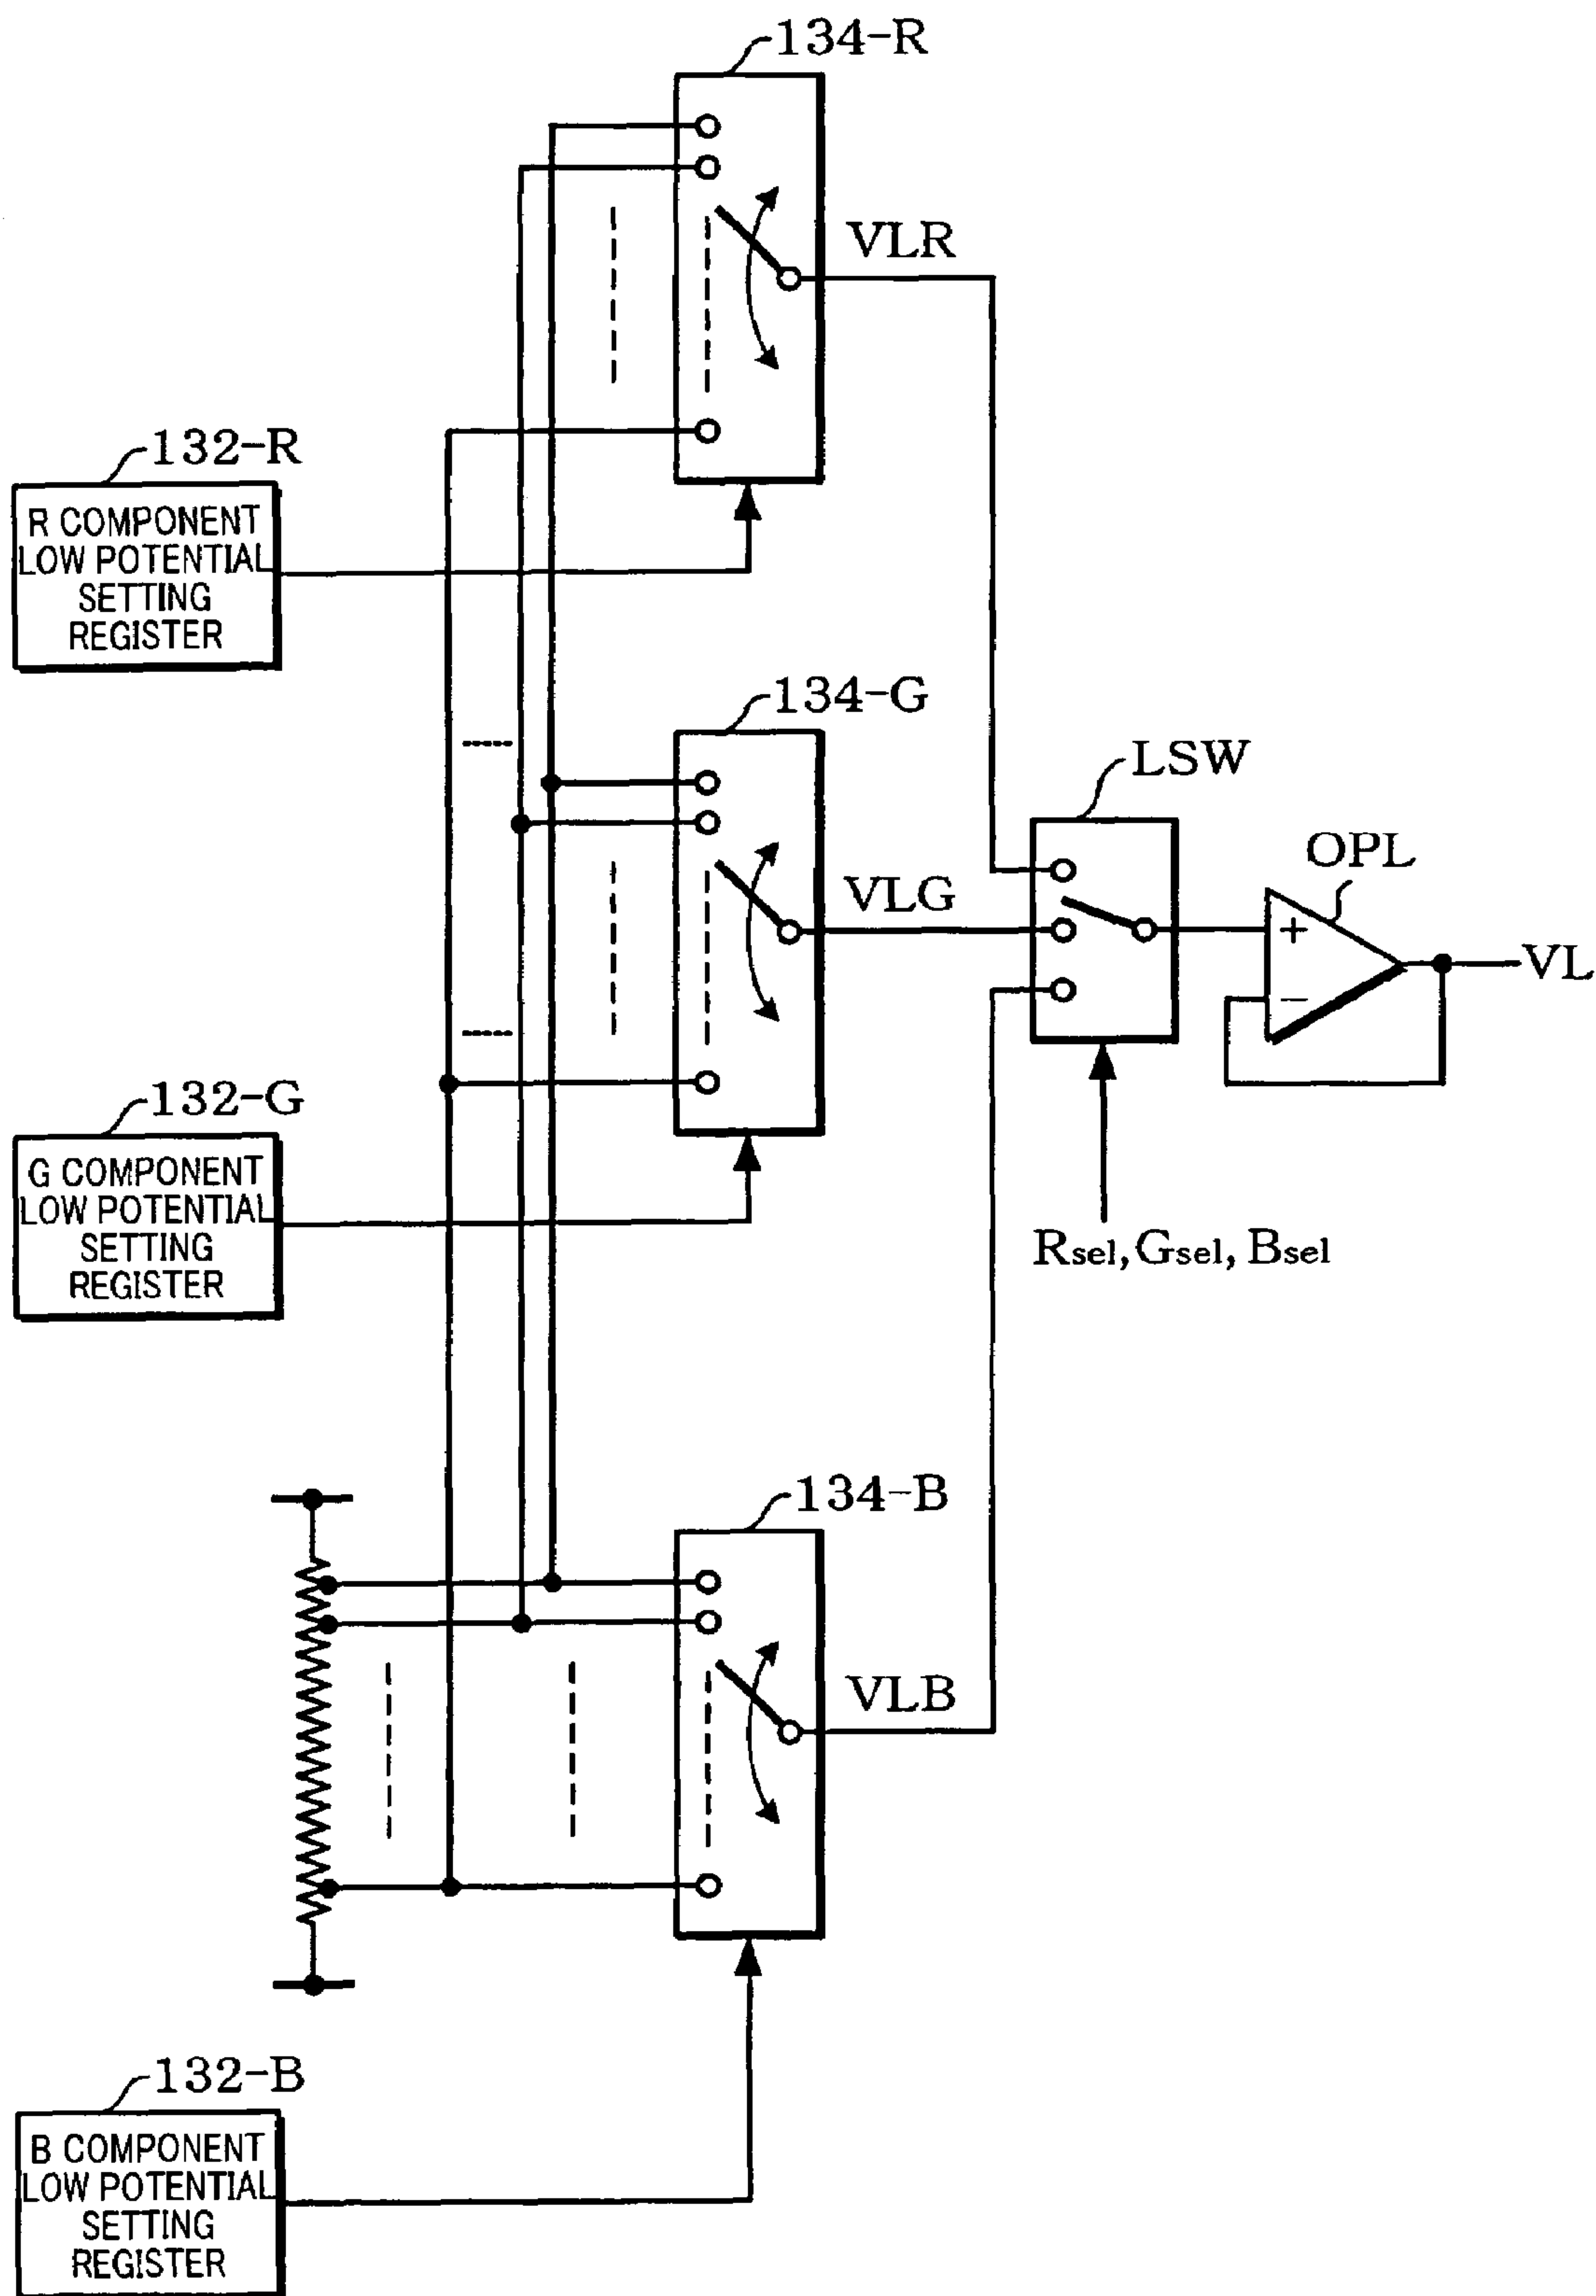 134-R
VLR
132-R
R COMPONENT
LOW POTENTIAL
SETTING
REGISTER
134-G
LSW
OPL
VLG
+
−
VL
132-G
G COMPONENT
LOW POTENTIAL
SETTING
REGISTER
Rsel, Gsel, Bsel
134-B
VLB
132-B
B COMPONENT
LOW POTENTIAL
SETTING
REGISTER